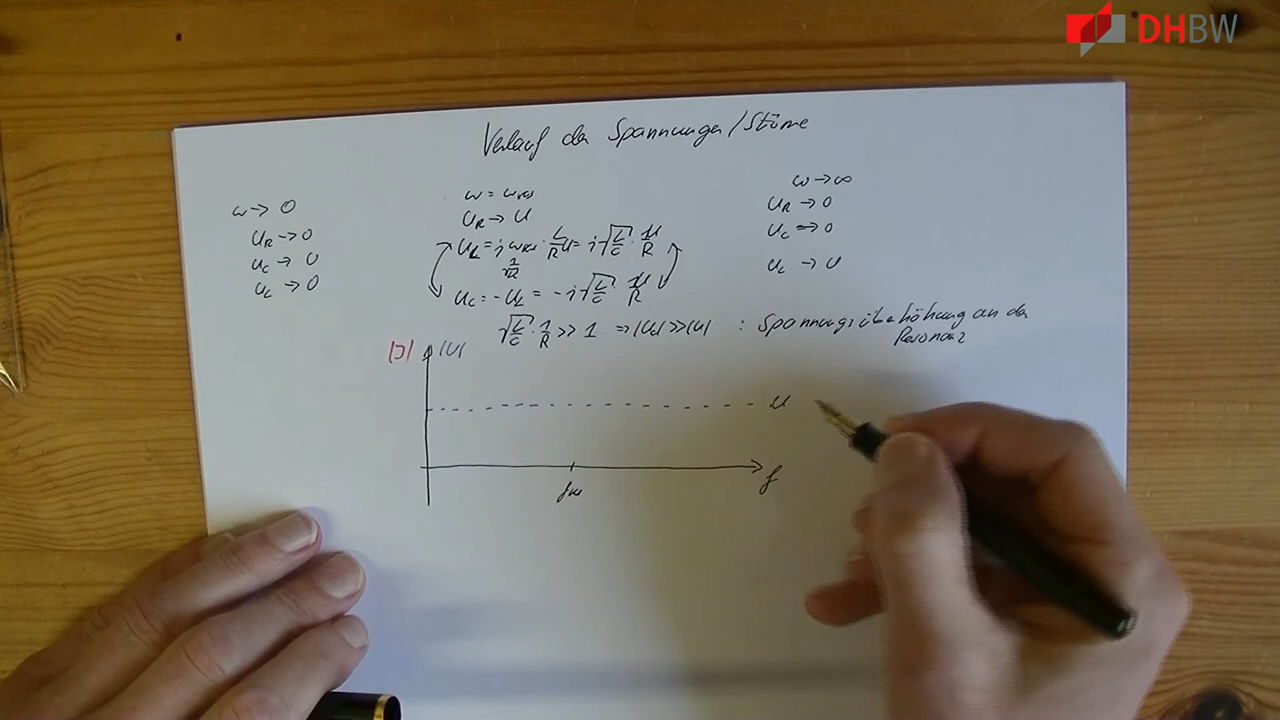 DHBW
Verlauf der Spannungen/Ströme
ω → 0
U_R → 0
U_C → U
U_L → 0
ω = ω_res
U_R → U
U_L = j ω_res · L/R U = j √(L/C) · U/R
U_C = -U_L = -j √(L/C) · U/R
√(L/C) · 1/R >> 1 ⇒ |U_L| >> |U| : Spannungsüberhöhung an der
Resonanz
ω → ∞
U_R → 0
U_C → 0
U_L → U
|I| |U|
U
f_res
f